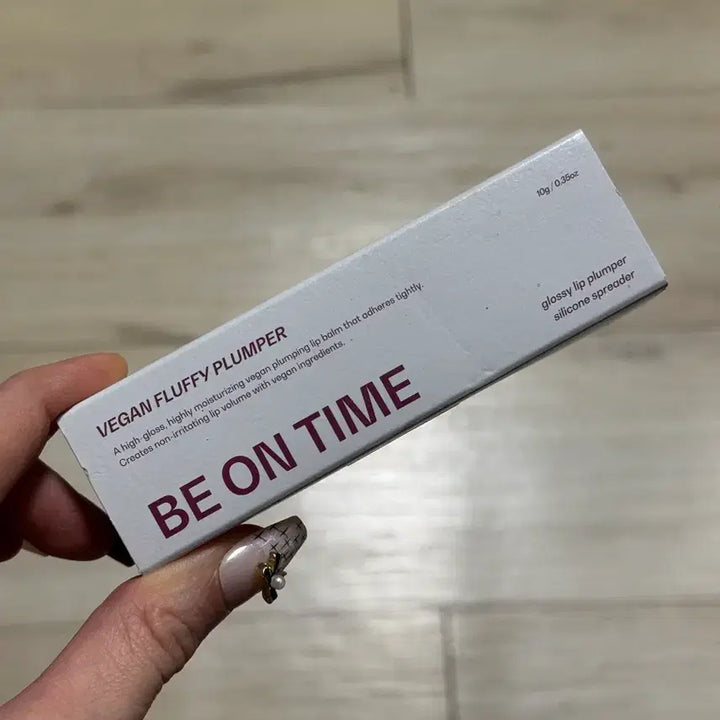 10g / 0.35oz
VEGAN FLUFFY PLUMPER
A high-gloss, highly moisturizing vegan plumping lip balm that adheres tightly.
Creates non-irritating lip volume with vegan ingredients.
BE ON TIME
glossy lip plumper
silicone spreader